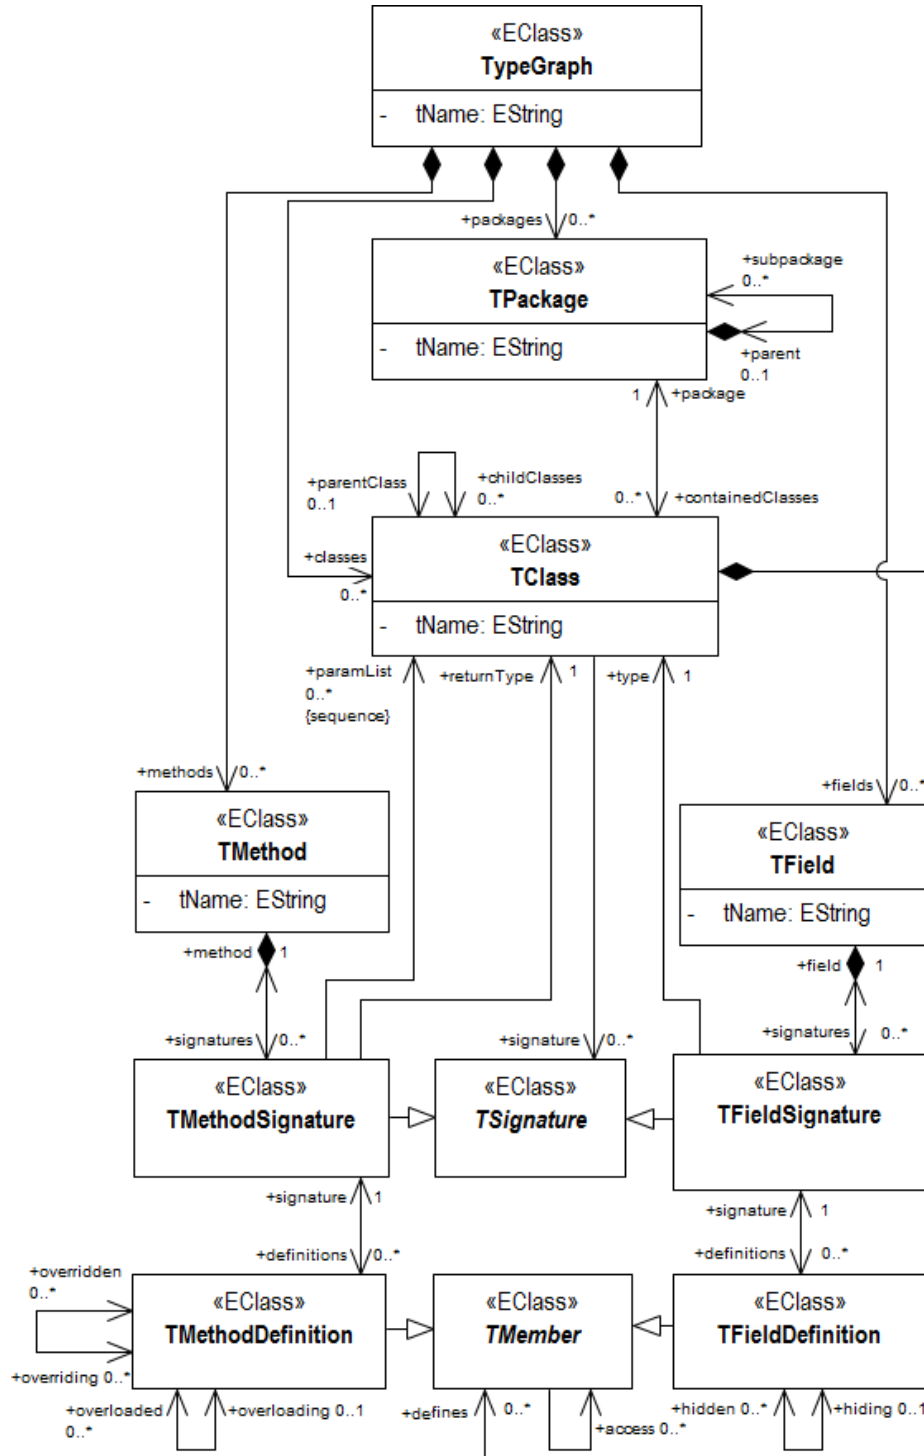 «EClass»
TypeGraph
- tName: EString
+packages 0..*
«EClass»
TPackage
- tName: EString
+subpackage
0..*
+parent
0..1
1 +package
+parentClass
0..1
+childClasses
0..*
0..* +containedClasses
+classes
0..*
«EClass»
TClass
- tName: EString
+paramList
0..*
{sequence}
+returnType 1
+type 1
+methods 0..*
«EClass»
TMethod
- tName: EString
+fields 0..*
«EClass»
TField
- tName: EString
+method 1
+field 1
+signatures 0..*
+signature 0..*
+signatures 0..*
«EClass»
TMethodSignature
«EClass»
TSignature
«EClass»
TFieldSignature
+signature 1
+definitions 0..*
+signature 1
+definitions 0..*
+overridden
0..*
+overriding 0..*
«EClass»
TMethodDefinition
«EClass»
TMember
«EClass»
TFieldDefinition
+overloaded
0..*
+overloading 0..1
+defines 0..*
+access 0..*
+hidden 0..*
+hiding 0..1